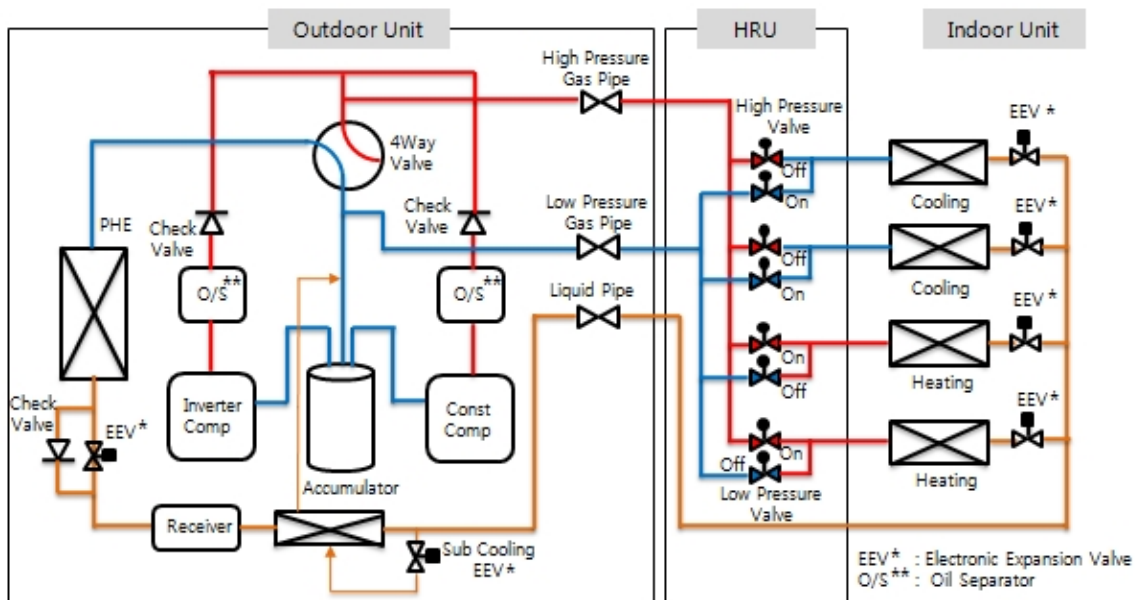 Outdoor Unit
HRU
Indoor Unit
High Pressure
Gas Pipe
High Pressure
Valve
EEV *
4Way
Valve
Off
On
Cooling
PHE
Check
Valve
Check
Valve
Low Pressure
Gas Pipe
EEV*
O/S**
O/S**
Off
On
Cooling
Liquid Pipe
EEV*
On
Off
Heating
Inverter
Comp
Const
Comp
Check
Valve
EEV*
EEV*
Accumulator
On
Off
Heating
Low Pressure
Valve
Receiver
Sub Cooling
EEV*
EEV* : Electronic Expansion Valve
O/S** : Oil Separator